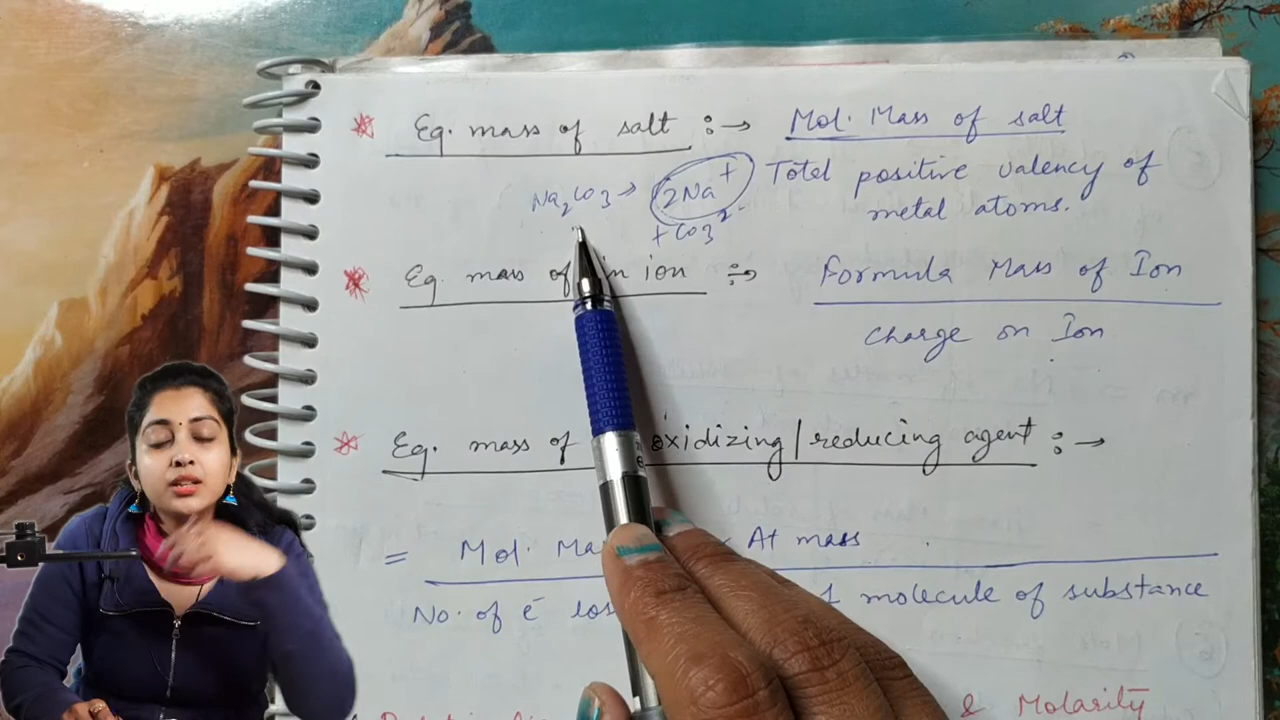 * Eq. mass of salt :→ Mol. Mass of salt
Total positive valency of metal atoms.
Na2CO3 → 2Na+
+ CO3 2-
* Eq. mass of an ion :→ Formula Mass of Ion
Charge on Ion
* Eq. mass of oxidizing/reducing agent :→
= Mol. At mass
No. of e- 1 molecule of substance
& Molarity